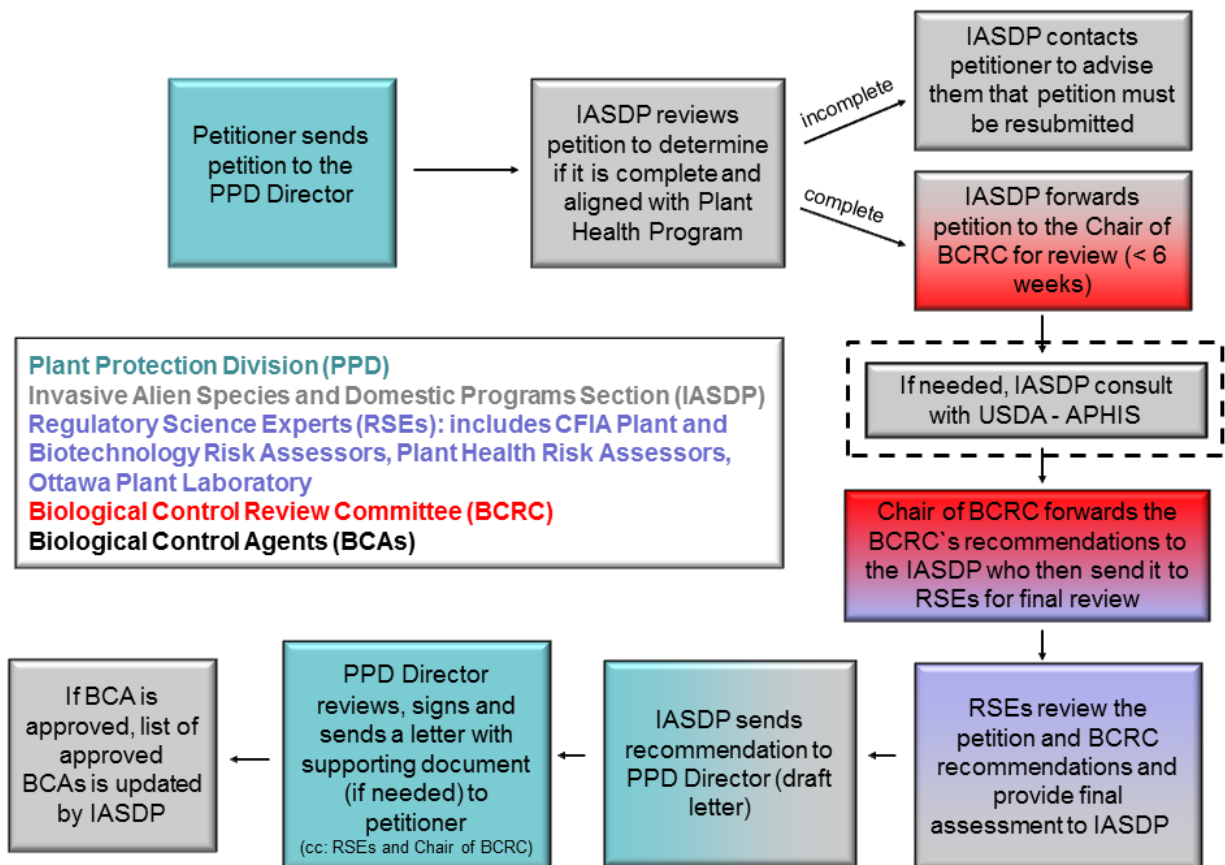 Petitioner sends
petition to the
PPD Director
IASDP reviews
petition to determine
if it is complete and
aligned with Plant
Health Program
incomplete
IASDP contacts
petitioner to advise
them that petition must
be resubmitted
complete
IASDP forwards
petition to the Chair of
BCRC for review (< 6
weeks)
If needed, IASDP consult
with USDA - APHIS
Plant Protection Division (PPD)
Invasive Alien Species and Domestic Programs Section (IASDP)
Regulatory Science Experts (RSEs): includes CFIA Plant and
Biotechnology Risk Assessors, Plant Health Risk Assessors,
Ottawa Plant Laboratory
Biological Control Review Committee (BCRC)
Biological Control Agents (BCAs)
Chair of BCRC forwards the
BCRC`s recommendations to
the IASDP who then send it to
RSEs for final review
RSEs review the
petition and BCRC
recommendations and
provide final
assessment to IASDP
IASDP sends
recommendation to
PPD Director (draft
letter)
PPD Director
reviews, signs and
sends a letter with
supporting document
(if needed) to
petitioner
(cc: RSEs and Chair of BCRC)
If BCA is
approved, list of
approved
BCAs is updated
by IASDP